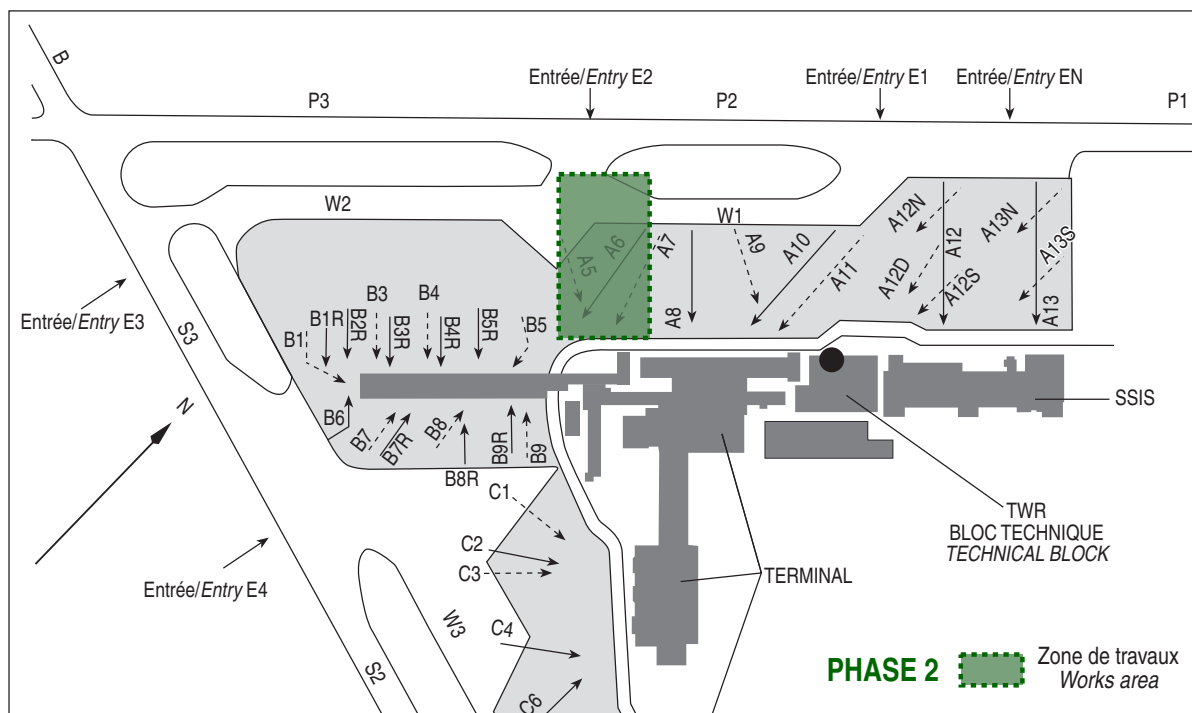 B
P3
Entrée/Entry E2
P2
Entrée/Entry E1
Entrée/Entry EN
P1
W2
W1
A5
A6
A7
A8
A9
A10
A11
A12N
A12
A12D
A12S
A13N
A13S
A13
Entrée/Entry E3
S3
B1
B1R
B2R
B3
B3R
B4
B4R
B5R
B5
B6
B7
B7R
B8
B8R
B9R
B9
N
SSIS
C1
C2
C3
C4
C6
TWR
BLOC TECHNIQUE
TECHNICAL BLOCK
TERMINAL
Entrée/Entry E4
W3
S2
PHASE 2
Zone de travaux
Works area